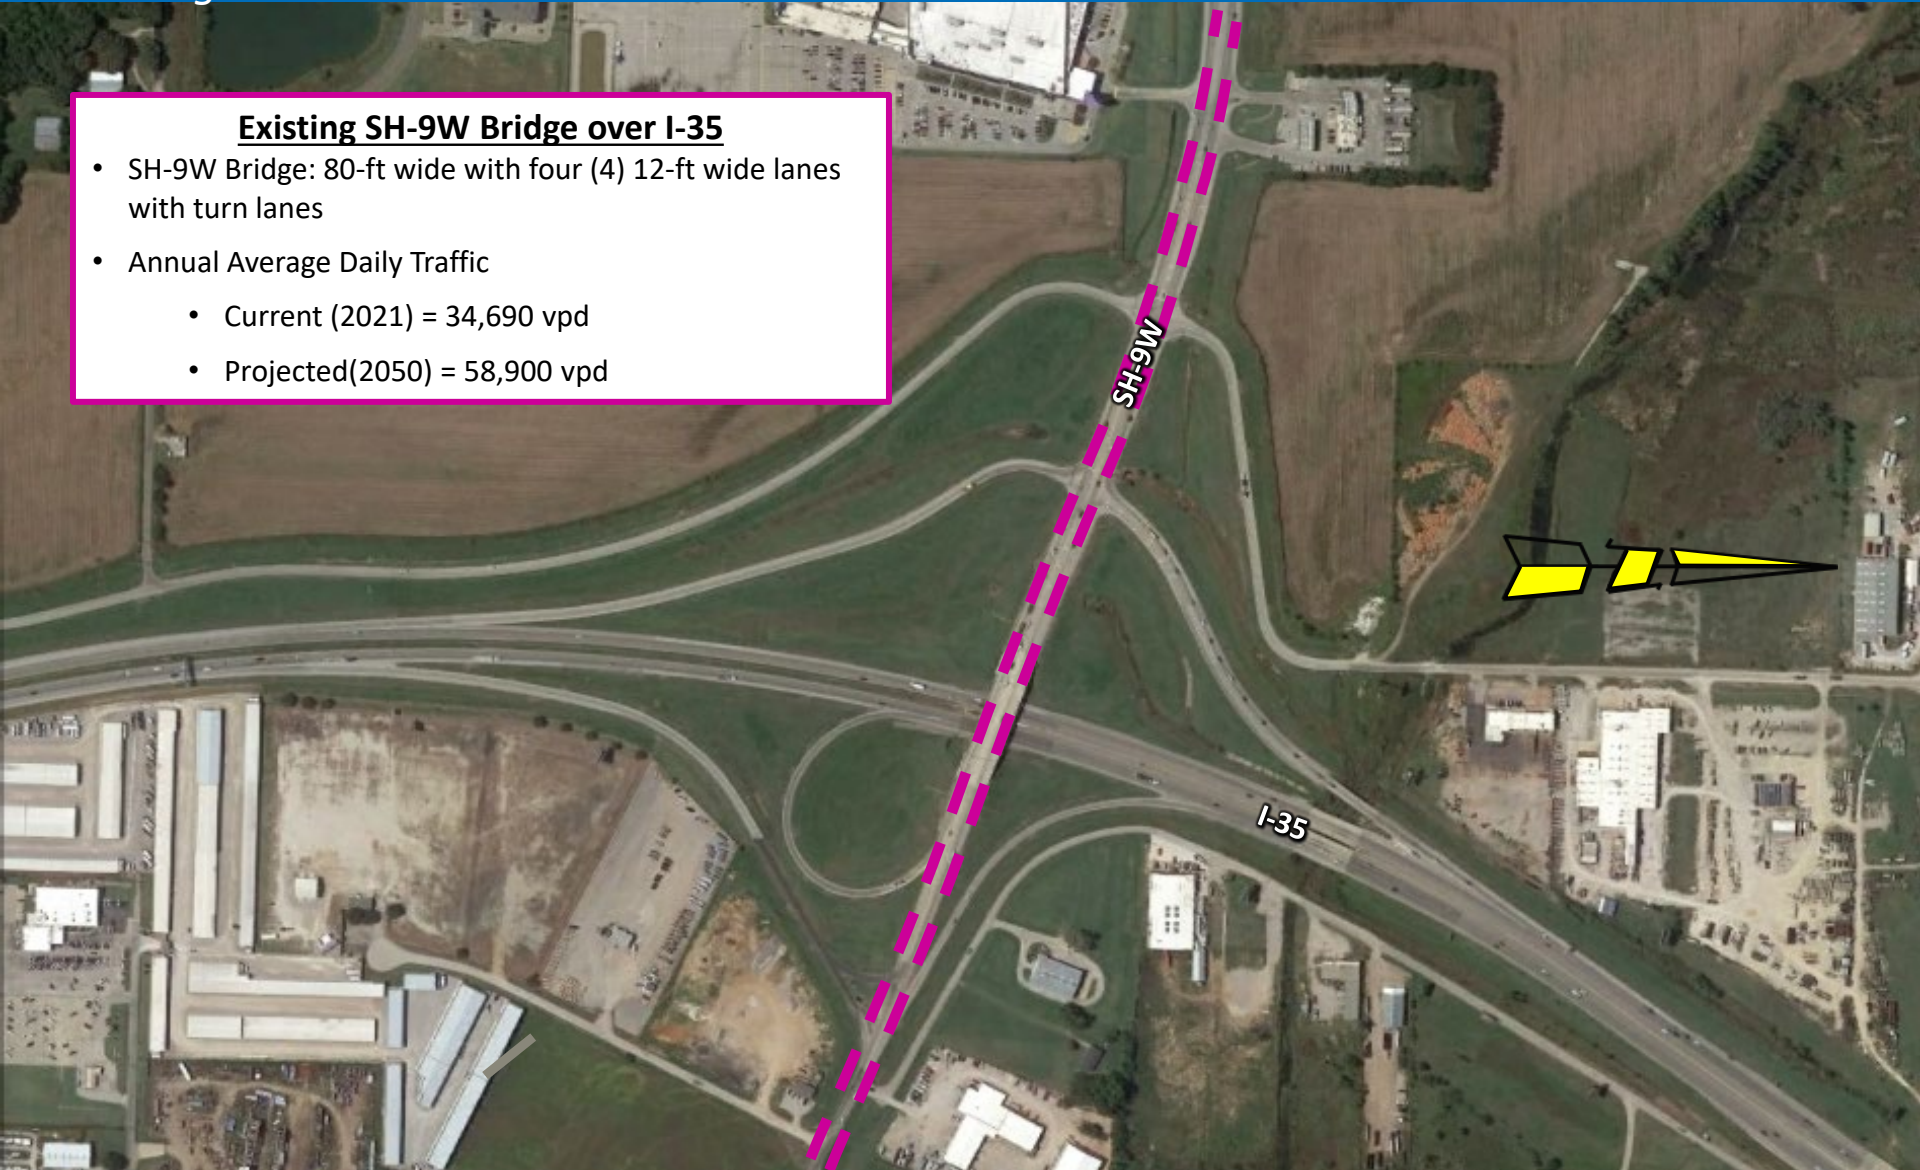 Existing SH-9W Bridge over I-35
• SH-9W Bridge: 80-ft wide with four (4) 12-ft wide lanes
with turn lanes
• Annual Average Daily Traffic
• Current (2021) = 34,690 vpd
• Projected(2050) = 58,900 vpd
SH-9W
I-35